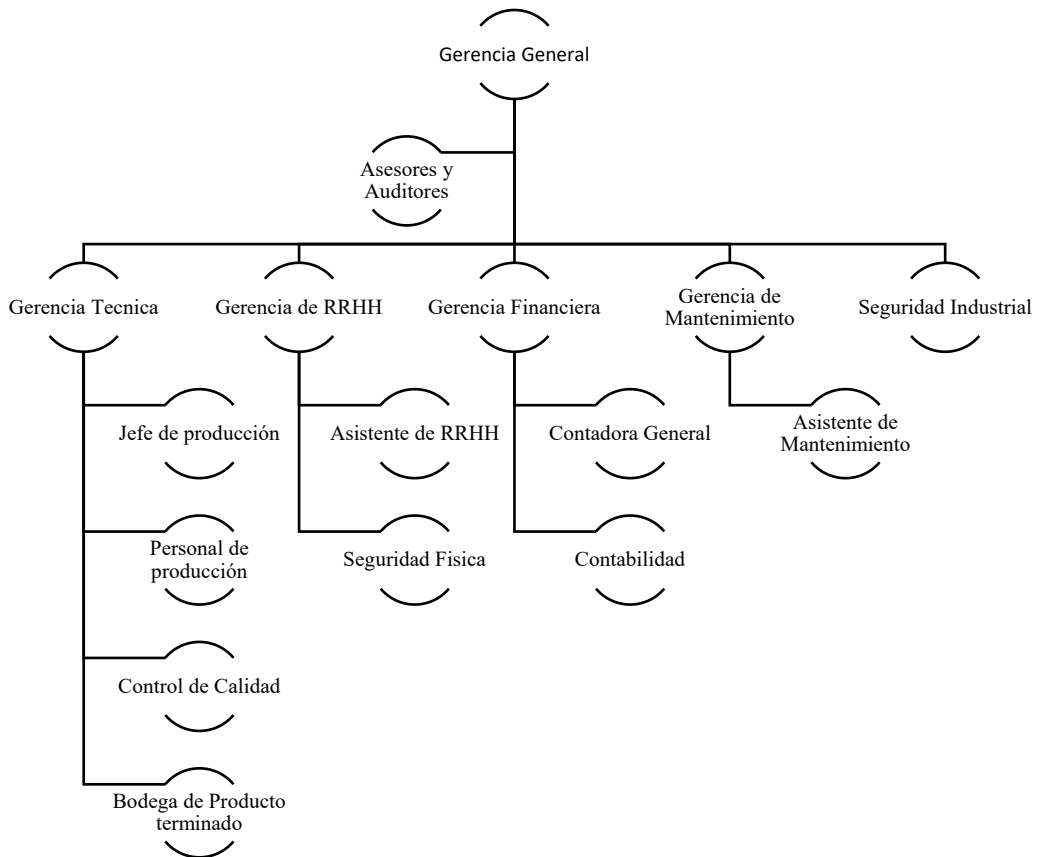 Gerencia General
Asesores y
Auditores
Gerencia Tecnica
Gerencia de RRHH
Gerencia Financiera
Gerencia de
Mantenimiento
Seguridad Industrial
Jefe de producción
Asistente de RRHH
Contadora General
Asistente de
Mantenimiento
Personal de
producción
Seguridad Fisica
Contabilidad
Control de Calidad
Bodega de Producto
terminado